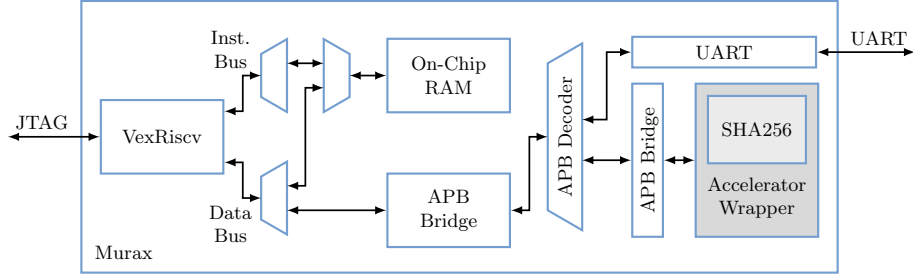 Inst.
Bus
On-Chip
RAM
UART
UART
JTAG
VexRiscv
APB Decoder
APB Bridge
SHA256
Accelerator
Wrapper
Data
Bus
APB
Bridge
Murax